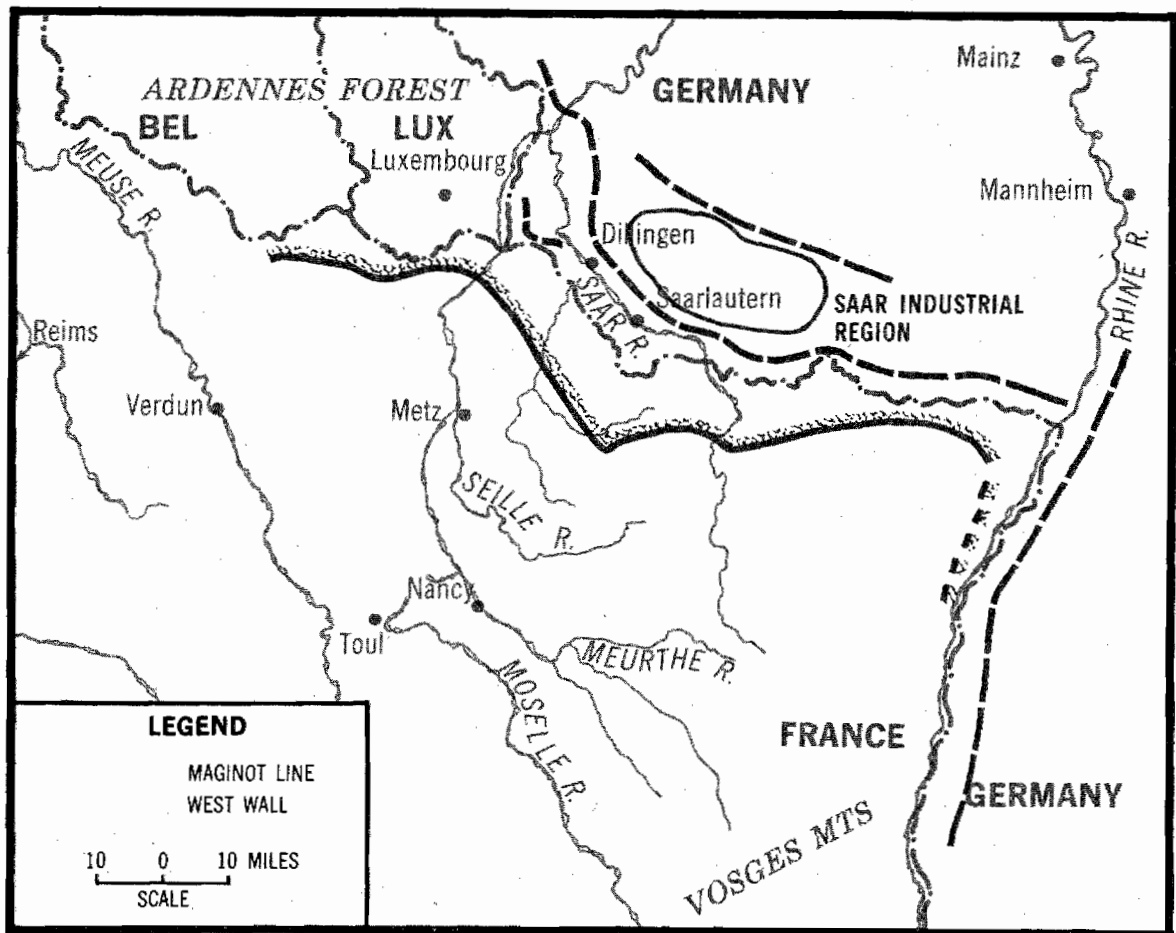 Mainz
ARDENNES FOREST
GERMANY
BEL
LUX
Luxembourg
MEUSE R.
Mannheim
Dillingen
RHINE R.
SAAR R.
Saarlautern
SAAR INDUSTRIAL
REGION
Reims
Verdun
Metz
SEILLE R.
Nancy
Toul
MEURTHE R.
MOSELLE R.
FRANCE
GERMANY
VOSGES MTS
LEGEND
MAGINOT LINE
WEST WALL
10 0 10 MILES
SCALE